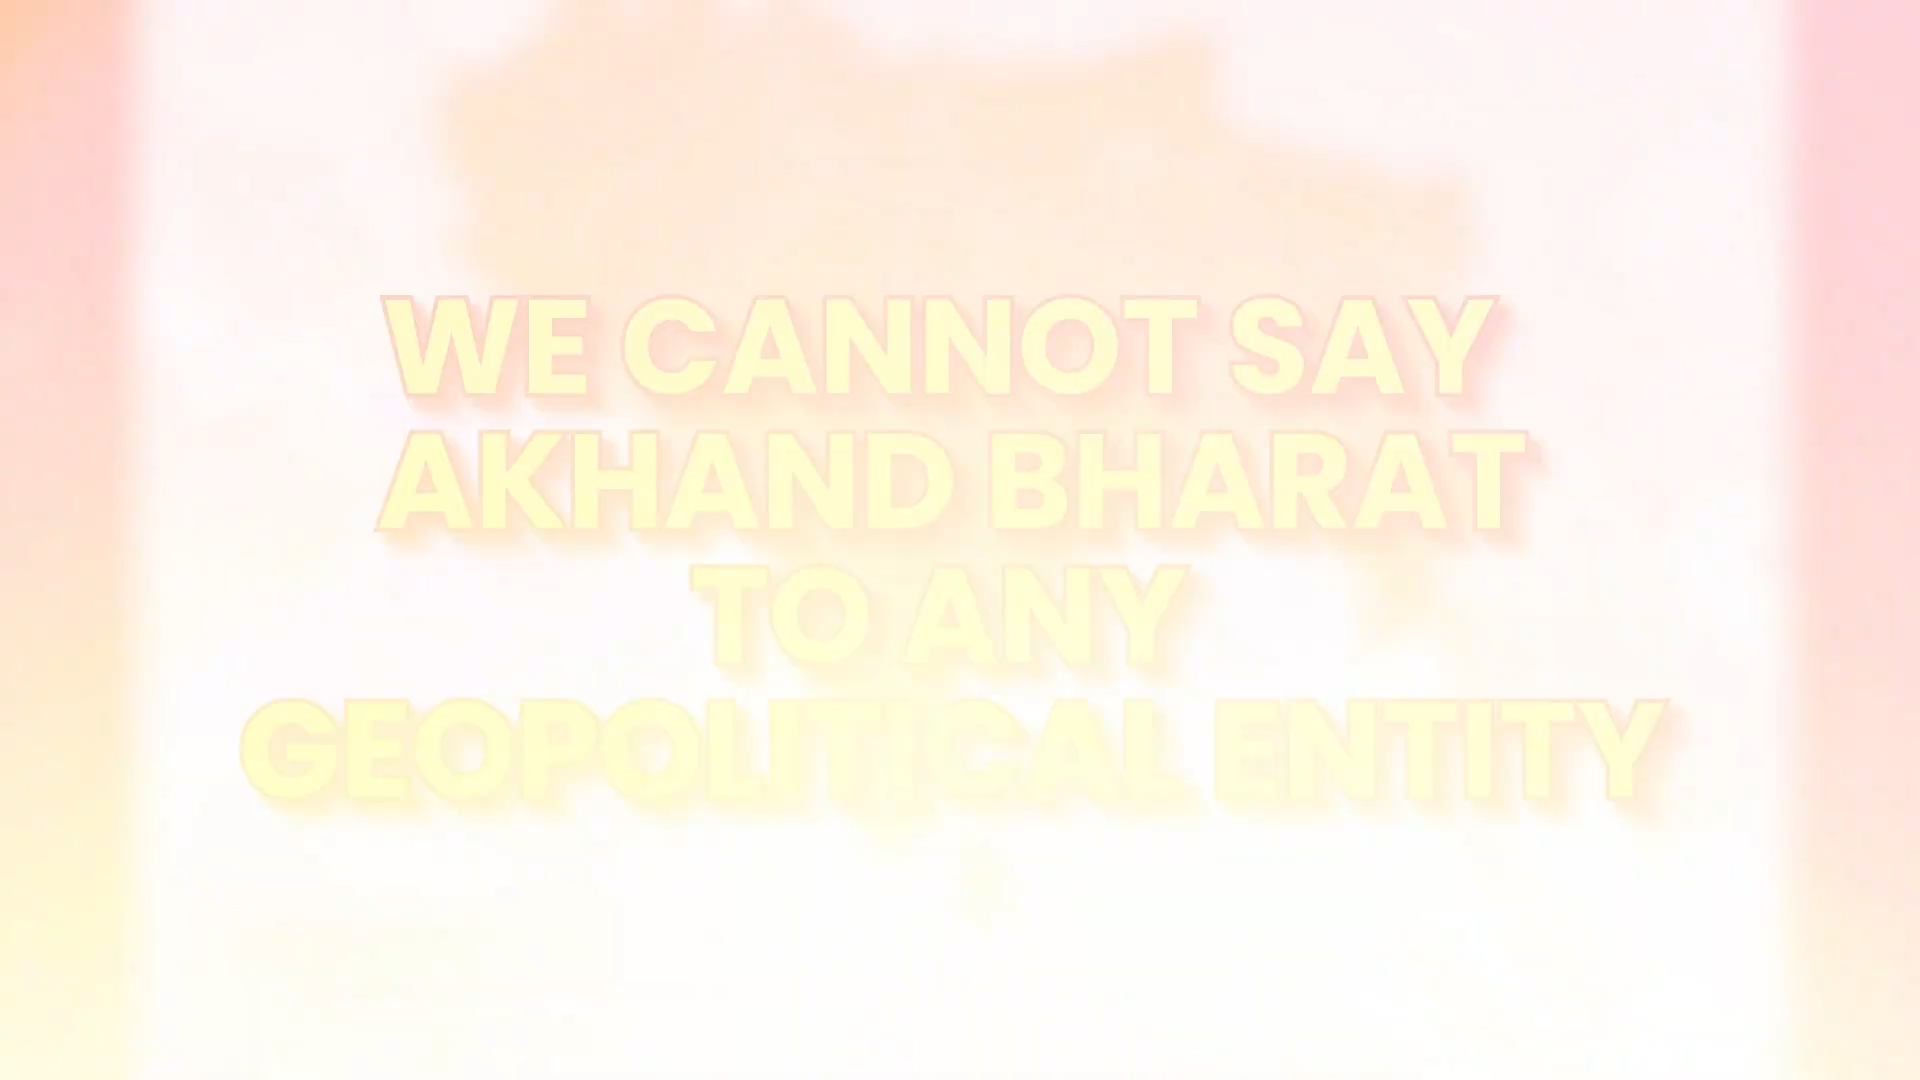 WE CANNOT SAY
AKHAND BHARAT
TO ANY
GEOPOLITICAL ENTITY